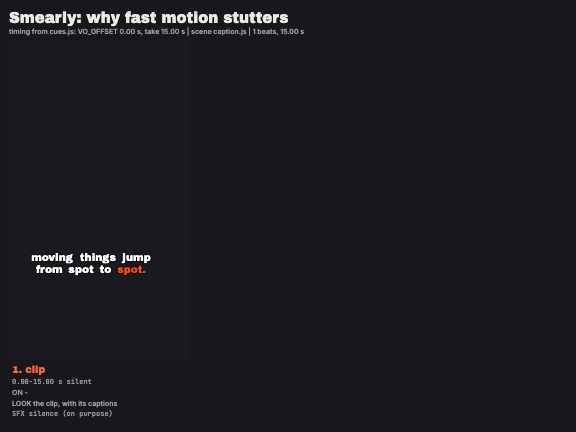 Smearly: why fast motion stutters
timing from cues.js: VO_OFFSET 0.00 s, take 15.00 s | scene caption.js | 1 beats, 15.00 s
moving things jump
from spot to spot.
1. clip
0.00-15.00 s silent
ON -
LOOK the clip, with its captions
SFX silence (on purpose)